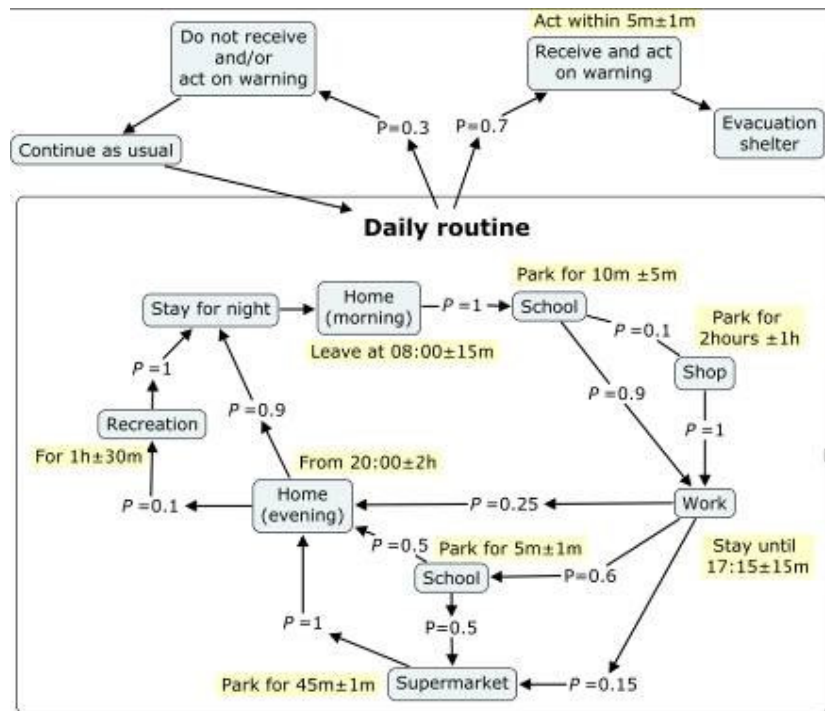 Act within 5m±1m
Do not receive
and/or
act on warning
Receive and act
on warning
P=0.3
P=0.7
Continue as usual
Evacuation
shelter
Daily routine
Park for 10m ±5m
Stay for night
Home
(morning)
P =1
School
P =0.1
Park for
2hours ±1h
Leave at 08:00±15m
P =1
Shop
P =0.9
P =0.9
Recreation
P =1
For 1h±30m
From 20:00±2h
P =0.1
Home
(evening)
P =0.25
Work
P =0.5
Park for 5m±1m
Stay until
17:15±15m
School
P=0.6
P =1
P=0.5
Park for 45m±1m
Supermarket
P =0.15